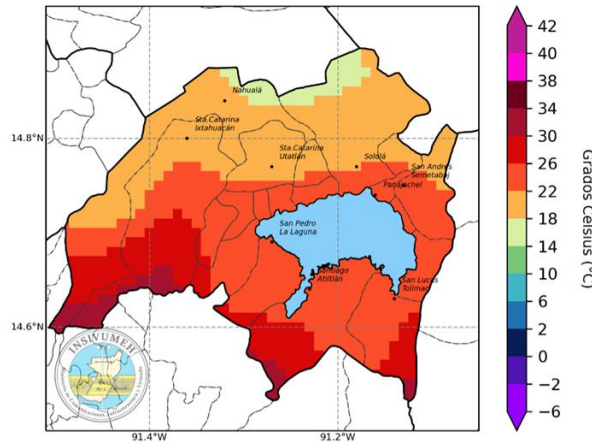 Nahualá
Sta.Catarina
Ixtahuacán
Sta.Catarina
Utatlán
Sololá
San Andrés
Semetabaj
Panajachel
San Pedro
La Laguna
Santiago
Atitlán
San Lucas
Tolimán
14.8°N
14.6°N
91.4°W
91.2°W
INSIVUMEH
42
40
38
34
30
26
22
18
14
10
6
2
0
−2
−6
Grados Celsius (°C)